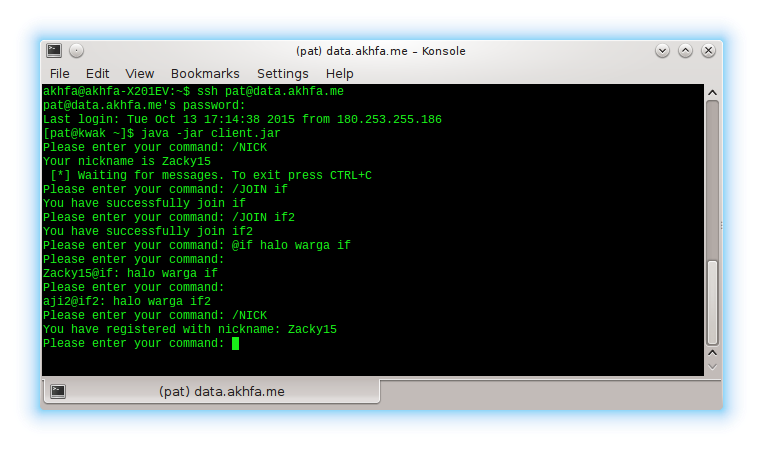 (pat) data.akhfa.me – Konsole
File Edit View Bookmarks Settings Help
akhfa@akhfa-X201EV:~$ ssh pat@data.akhfa.me
pat@data.akhfa.me's password:
Last login: Tue Oct 13 17:14:38 2015 from 180.253.255.186
[pat@kwak ~]$ java -jar client.jar
Please enter your command: /NICK
Your nickname is Zacky15
 [*] Waiting for messages. To exit press CTRL+C
Please enter your command: /JOIN if
You have successfully join if
Please enter your command: /JOIN if2
You have successfully join if2
Please enter your command: @if halo warga if
Please enter your command:
Zacky15@if: halo warga if
Please enter your command:
aji2@if2: halo warga if2
Please enter your command: /NICK
You have registered with nickname: Zacky15
Please enter your command:
(pat) data.akhfa.me